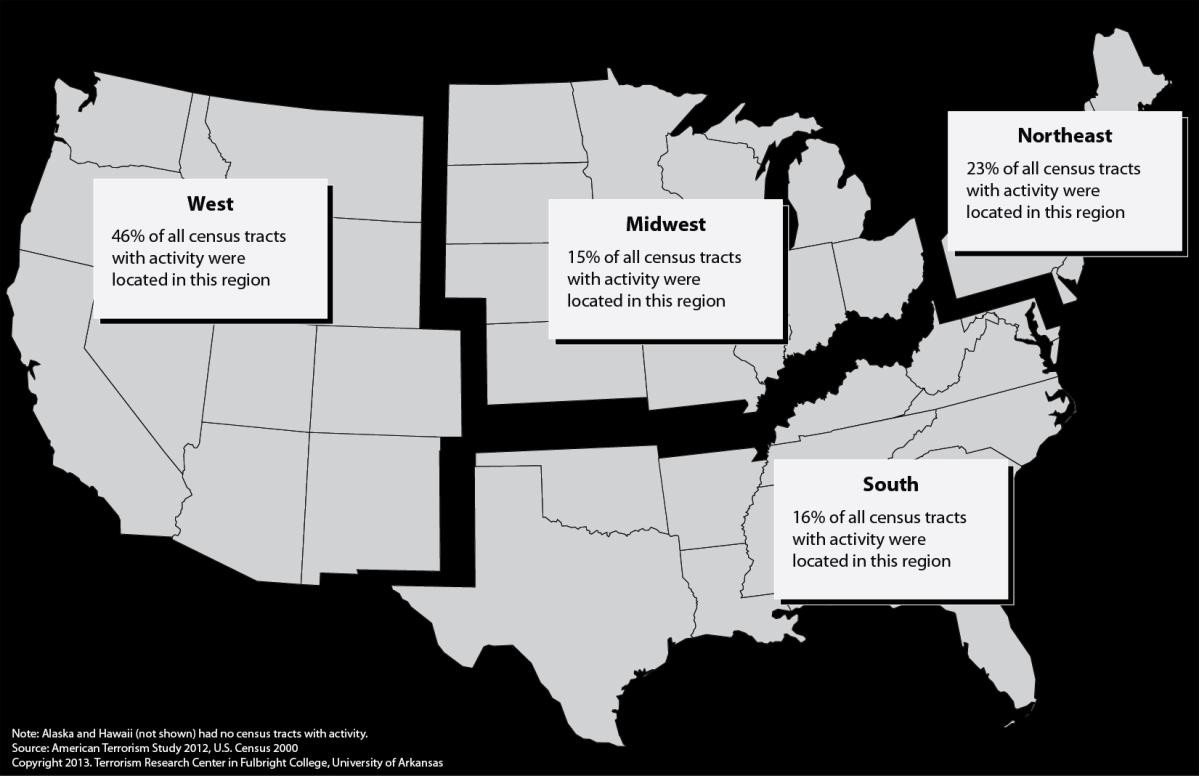 Northeast
23% of all census tracts
with activity were
located in this region
West
46% of all census tracts
with activity were
located in this region
Midwest
15% of all census tracts
with activity were
located in this region
South
16% of all census tracts
with activity were
located in this region
Note: Alaska and Hawaii (not shown) had no census tracts with activity.
Source: American Terrorism Study 2012, U.S. Census 2000
Copyright 2013. Terrorism Research Center in Fulbright College, University of Arkansas